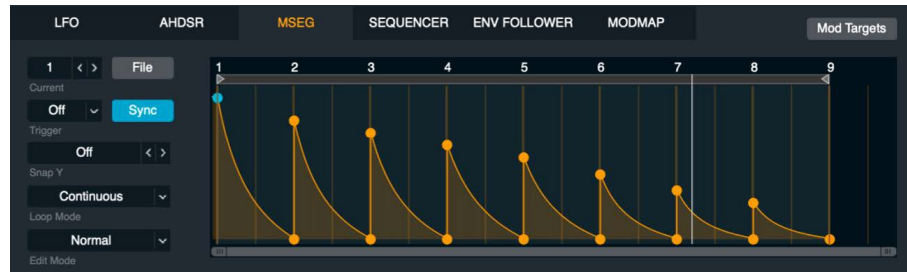 LFO AHDSR MSEG SEQUENCER ENV FOLLOWER MODMAP Mod Targets
1 < > File
Current
Off Sync
Trigger
Off < >
Snap Y
Continuous
Loop Mode
Normal
Edit Mode
1 2 3 4 5 6 7 8 9